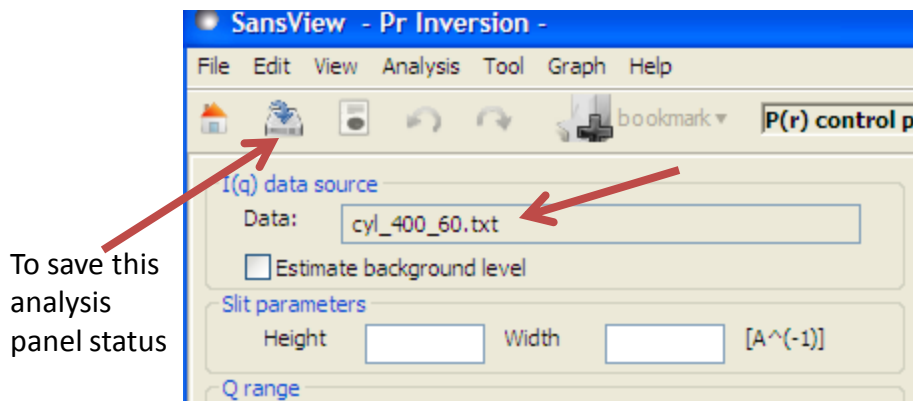 SansView - Pr Inversion -
File Edit View Analysis Tool Graph Help
bookmark P(r) control p
I(q) data source
Data: cyl_400_60.txt
Estimate background level
To save this
analysis
panel status
Slit parameters
Height Width [A^(-1)]
Q range